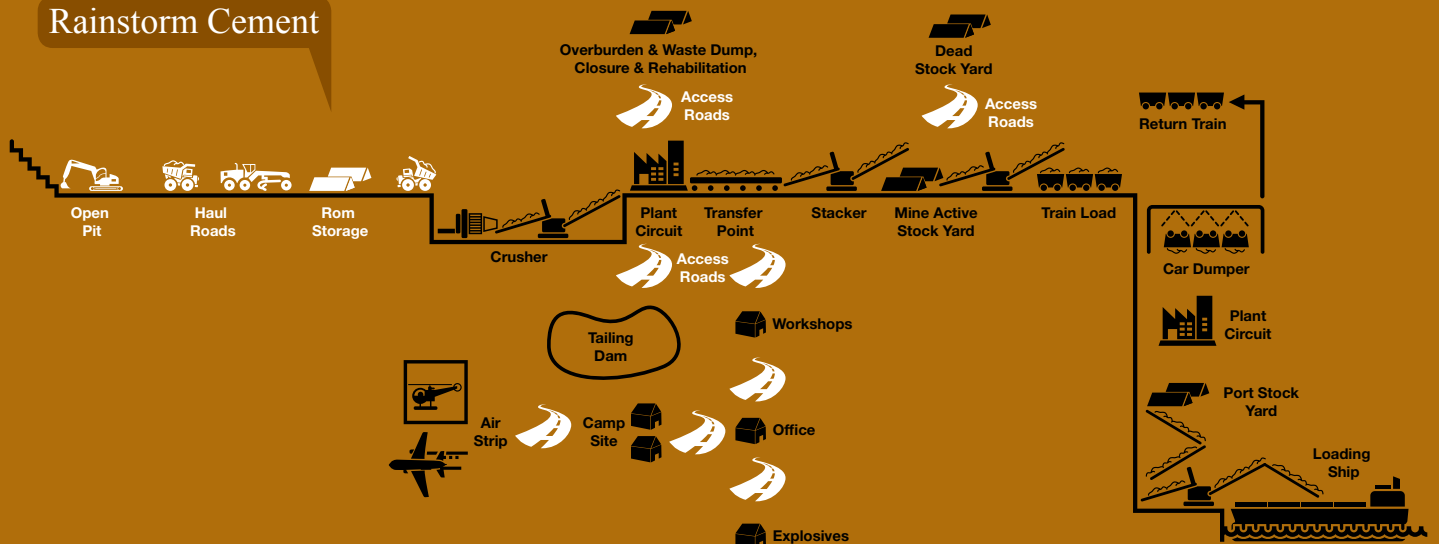 Rainstorm Cement
Overburden & Waste Dump,
Closure & Rehabilitation
Dead
Stock Yard
Access
Roads
Access
Roads
Return Train
Open
Pit
Haul
Roads
Rom
Storage
Crusher
Plant
Circuit
Transfer
Point
Stacker
Mine Active
Stock Yard
Train Load
Car Dumper
Access
Roads
Workshops
Plant
Circuit
Tailing
Dam
Port Stock
Yard
Air
Strip
Camp
Site
Office
Loading
Ship
Explosives